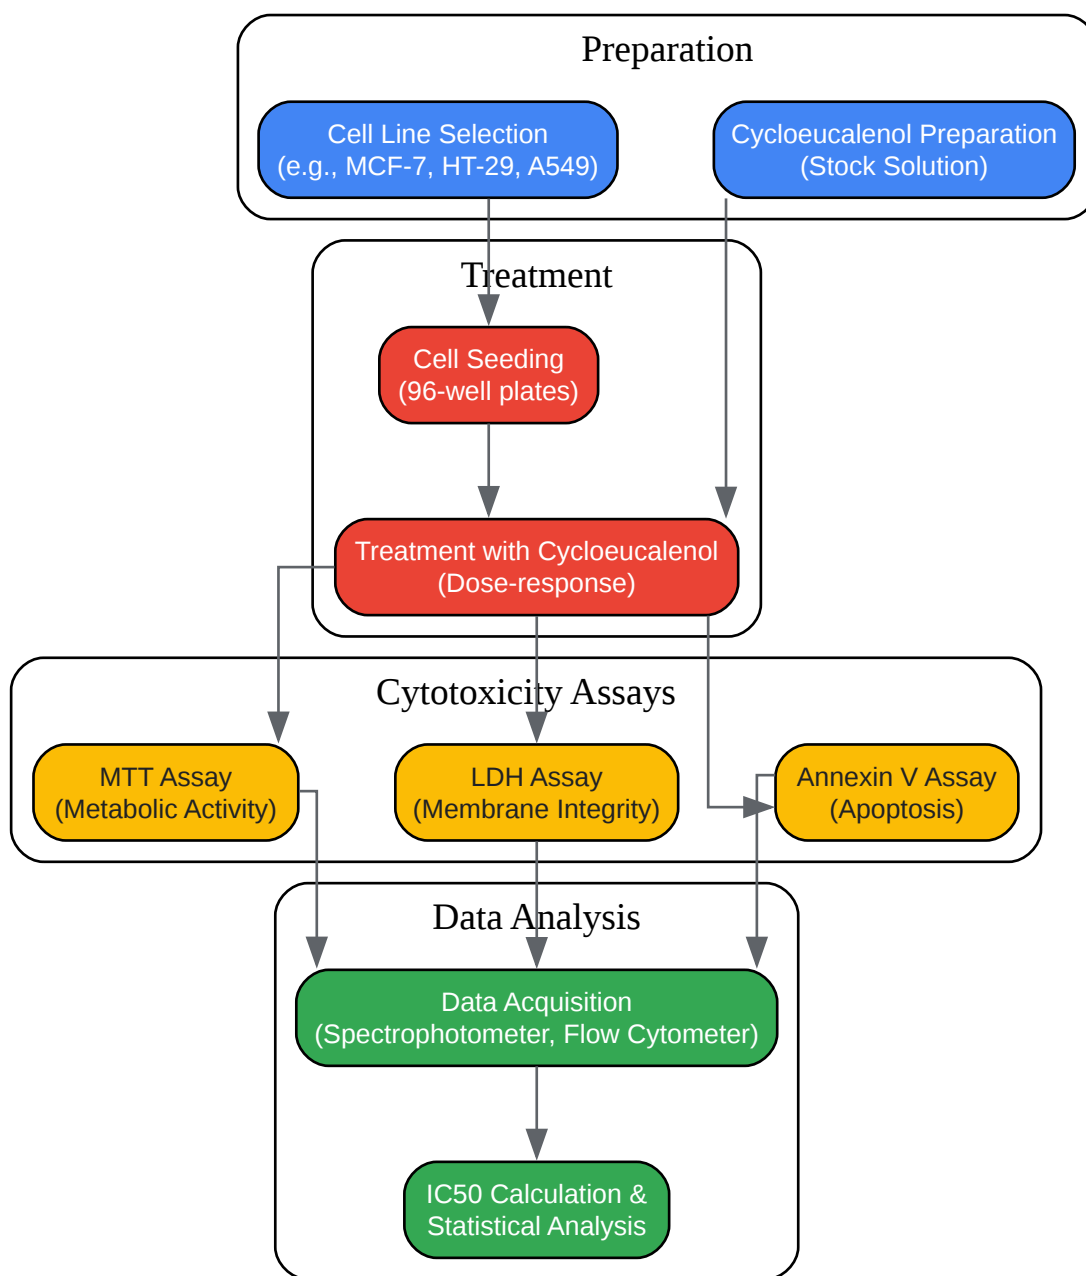 Preparation
Cell Line Selection
(e.g., MCF-7, HT-29, A549)
Cycloeucalenol Preparation
(Stock Solution)
Treatment
Cell Seeding
(96-well plates)
Treatment with Cycloeucalenol
(Dose-response)
Cytotoxicity Assays
MTT Assay
(Metabolic Activity)
LDH Assay
(Membrane Integrity)
Annexin V Assay
(Apoptosis)
Data Analysis
Data Acquisition
(Spectrophotometer, Flow Cytometer)
IC50 Calculation &
Statistical Analysis